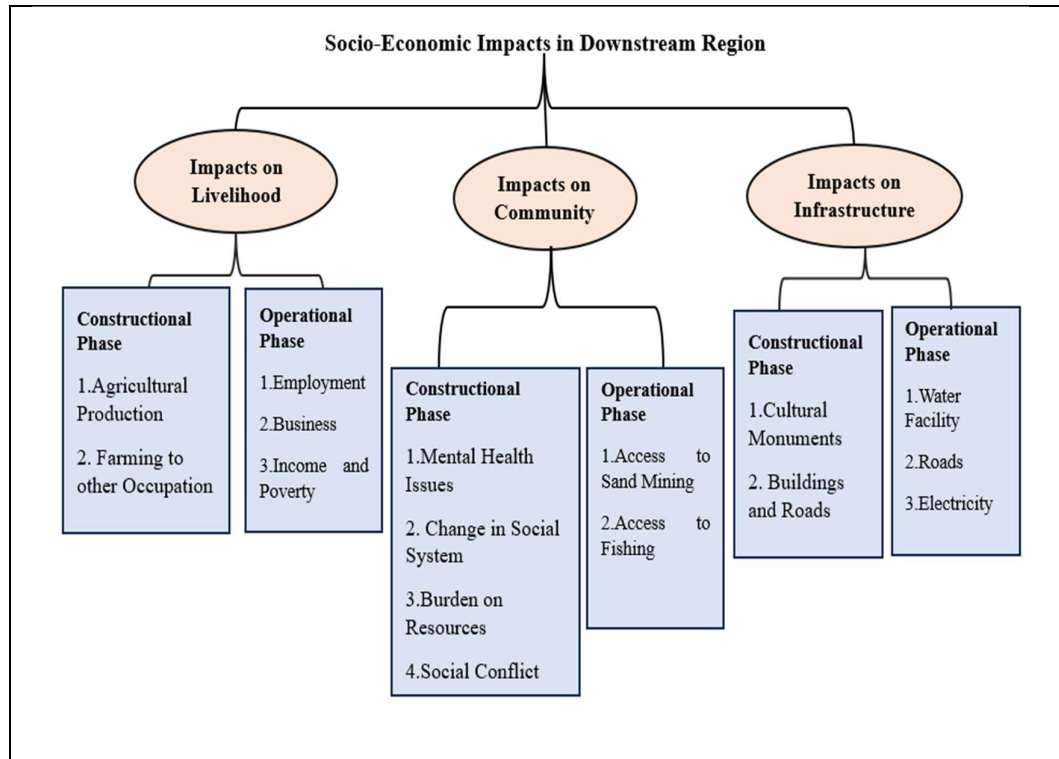 Socio-Economic Impacts in Downstream Region
Impacts on
Livelihood
Constructional
Phase
1.Agricultural
Production
2. Farming to
other Occupation
Operational
Phase
1.Employment
2.Business
3.Income and
Poverty
Impacts on
Community
Constructional
Phase
1.Mental Health
Issues
2. Change in Social
System
3.Burden on
Resources
4.Social Conflict
Operational
Phase
1.Access to
Sand Mining
2.Access to
Fishing
Impacts on
Infrastructure
Constructional
Phase
1.Cultural
Monuments
2. Buildings
and Roads
Operational
Phase
1.Water
Facility
2.Roads
3.Electricity